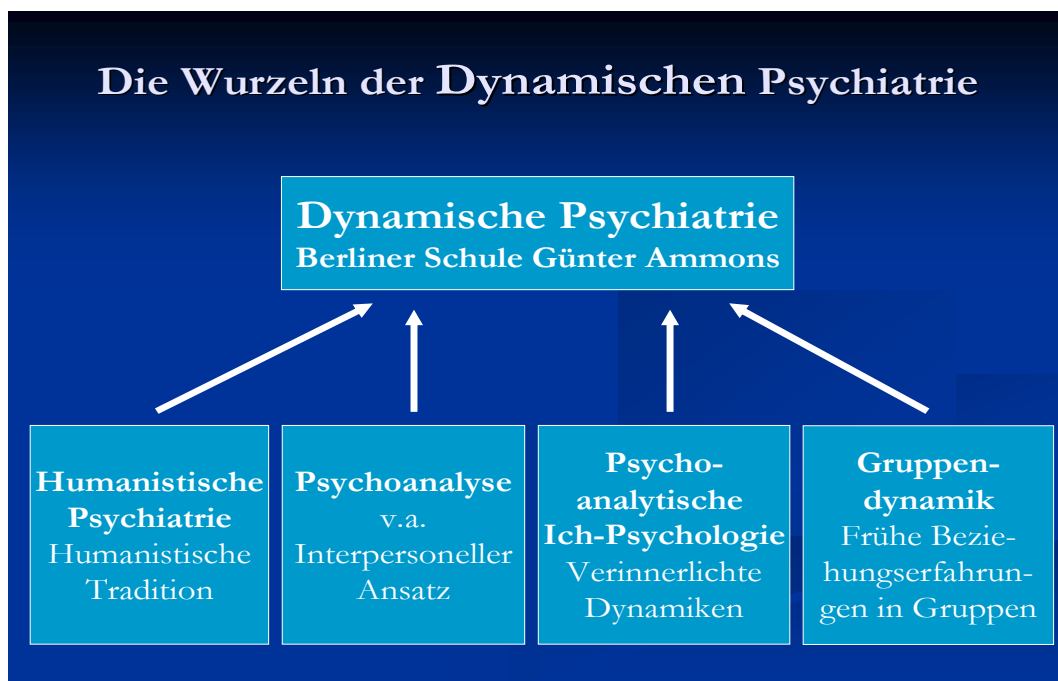 Die Wurzeln der Dynamischen Psychiatrie
Dynamische Psychiatrie
Berliner Schule Günter Ammons
Humanistische
Psychiatrie
Humanistische
Tradition
Psychoanalyse
v.a.
Interpersoneller
Ansatz
Psycho-
analytische
Ich-Psychologie
Verinnerlichte
Dynamiken
Gruppen-
dynamik
Frühe Bezie-
hungserfahrun-
gen in Gruppen